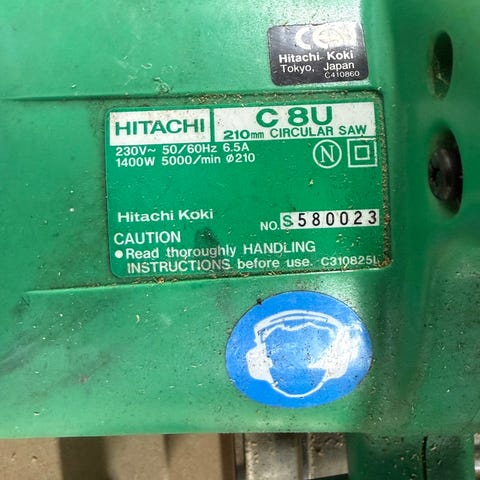 CE
Hitachi Koki
Tokyo, Japan
C410860
HITACHI
C 8U
210mm CIRCULAR SAW
230V~ 50/60Hz 6.5A
1400W 5000/min ø210
N
Hitachi Koki
NO. S580023
CAUTION
● Read thoroughly HANDLING
INSTRUCTIONS before use. C310825L